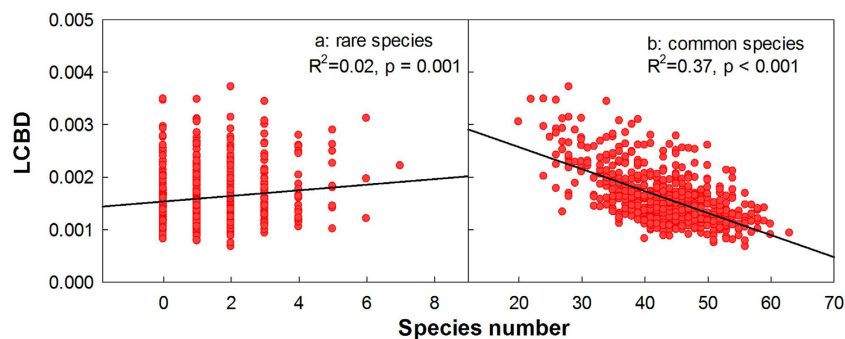 0.005
0.004
0.003
0.002
0.001
0.000
LCBD
a: rare species
R²=0.02, p = 0.001
b: common species
R²=0.37, p < 0.001
0 2 4 6 8
20 30 40 50 60 70
Species number